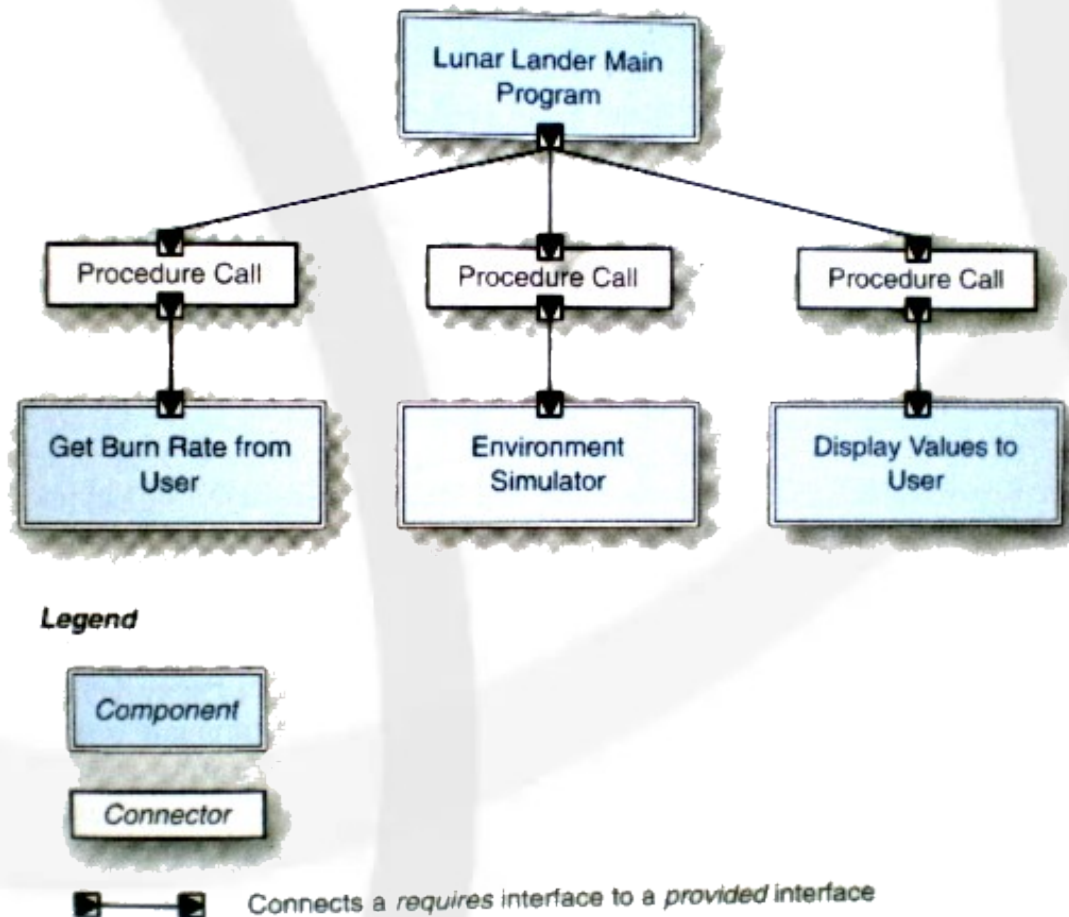 Lunar Lander Main
Program
Procedure Call
Procedure Call
Procedure Call
Get Burn Rate from
User
Environment
Simulator
Display Values to
User
Legend
Component
Connector
Connects a requires interface to a provided interface